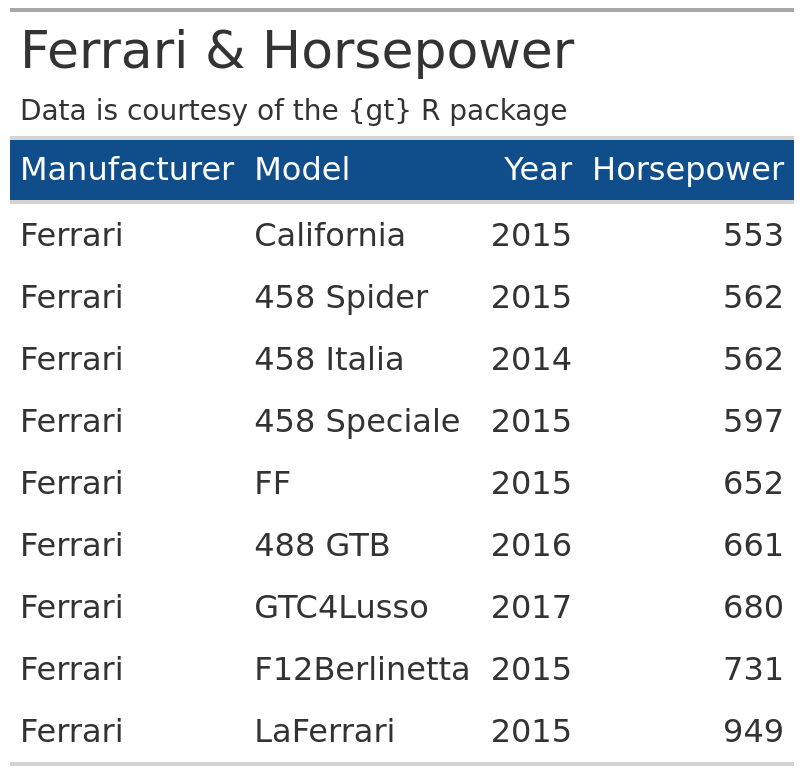 Ferrari & Horsepower
Data is courtesy of the {gt} R package
Manufacturer Model Year Horsepower
Ferrari California 2015 553
Ferrari 458 Spider 2015 562
Ferrari 458 Italia 2014 562
Ferrari 458 Speciale 2015 597
Ferrari FF 2015 652
Ferrari 488 GTB 2016 661
Ferrari GTC4Lusso 2017 680
Ferrari F12Berlinetta 2015 731
Ferrari LaFerrari 2015 949